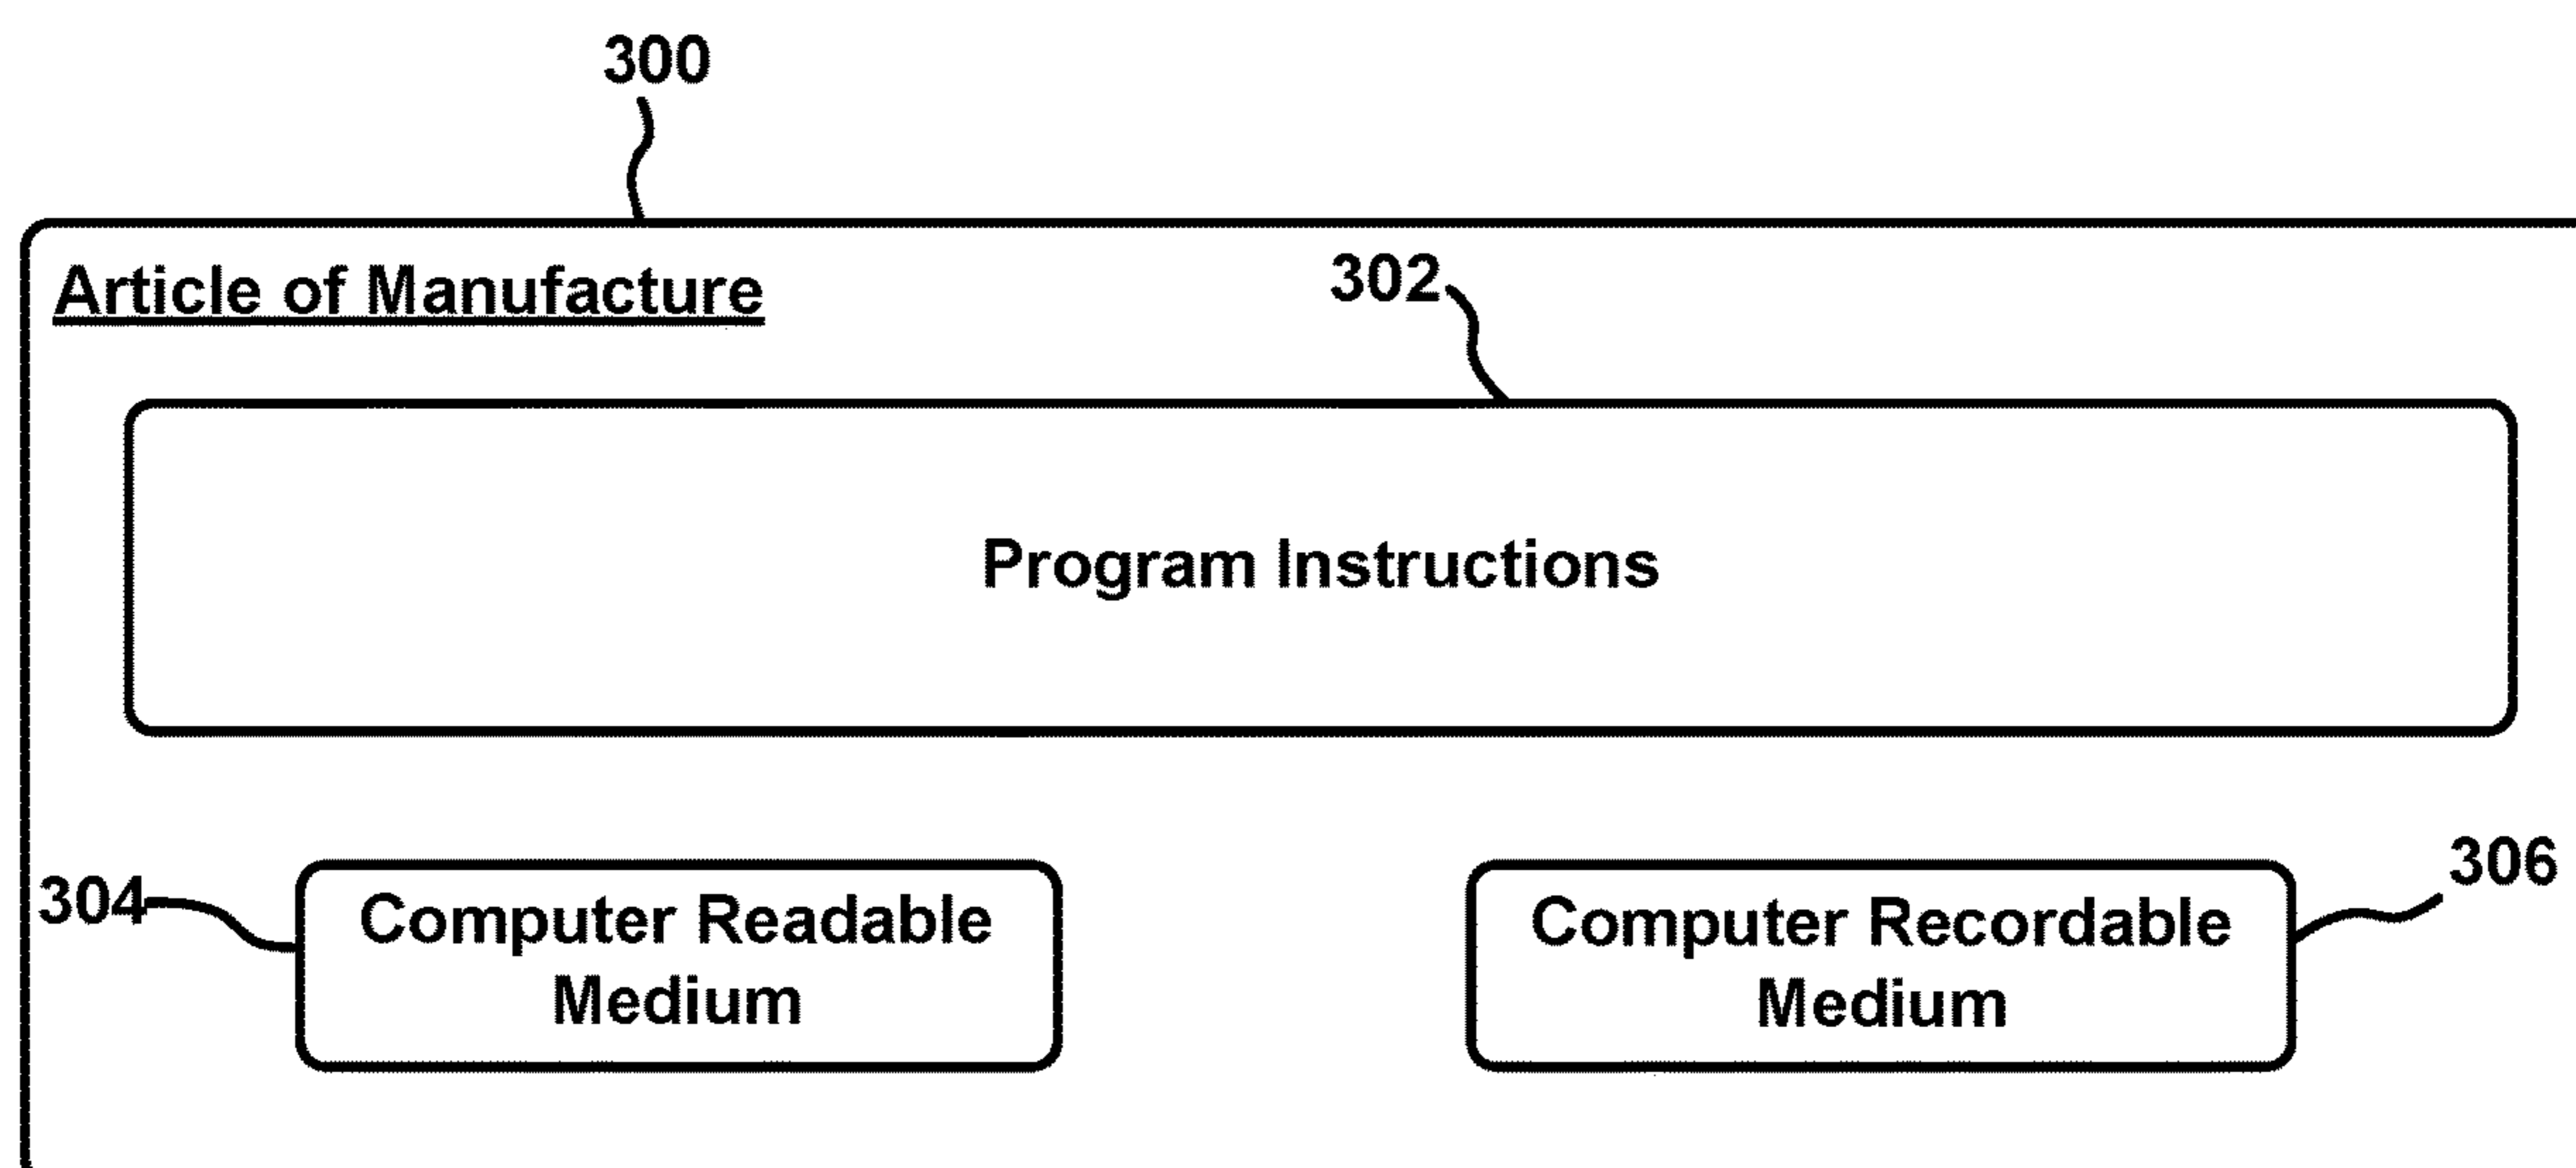 300
Article of Manufacture
302
Program Instructions
304
Computer Readable
Medium
Computer Recordable
Medium
306